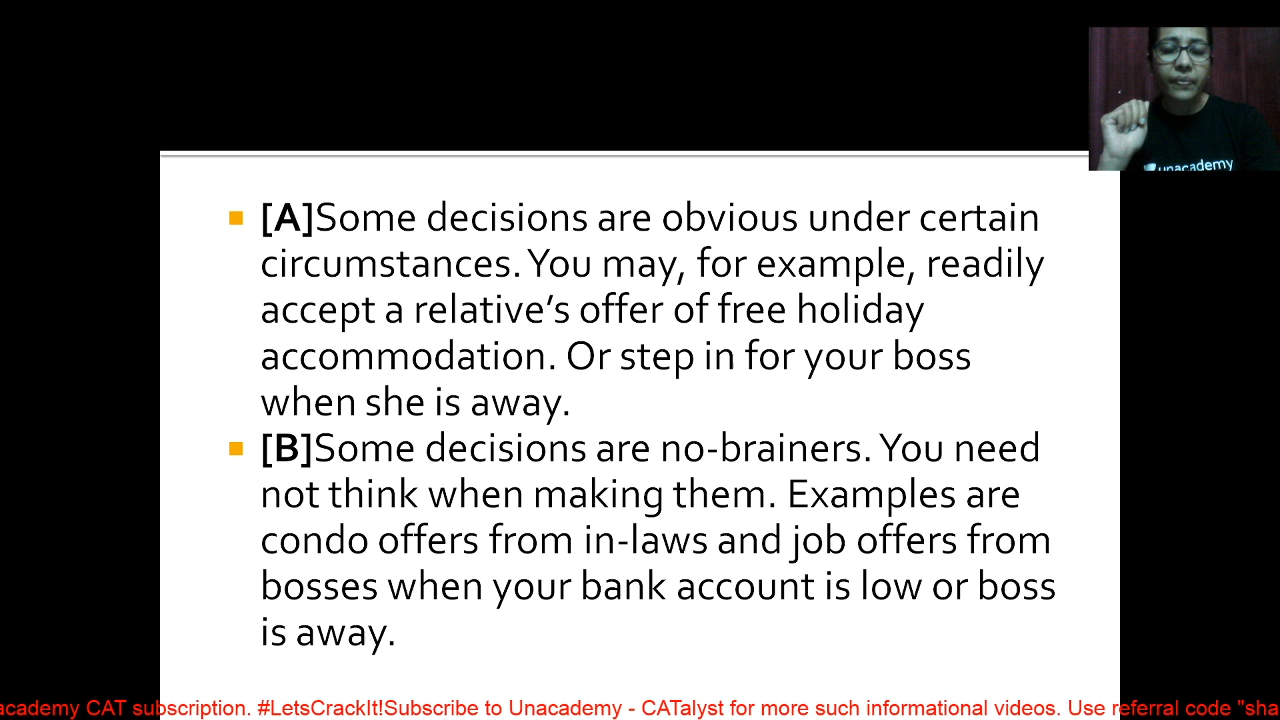 unacademy
[A]Some decisions are obvious under certain
circumstances. You may, for example, readily
accept a relative’s offer of free holiday
accommodation. Or step in for your boss
when she is away.
[B]Some decisions are no-brainers. You need
not think when making them. Examples are
condo offers from in-laws and job offers from
bosses when your bank account is low or boss
is away.
academy CAT subscription. #LetsCrackIt!Subscribe to Unacademy - CATalyst for more such informational videos. Use referral code "sha